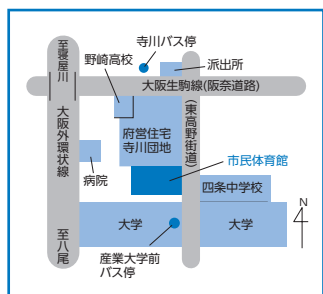 至寝屋川
野崎高校
寺川バス停
派出所
大阪生駒線(阪奈道路)
大阪外環状線
府営住宅
寺川団地
(東高野街道)
病院
市民体育館
四条中学校
N
至八尾
大学
大学
産業大学前
バス停